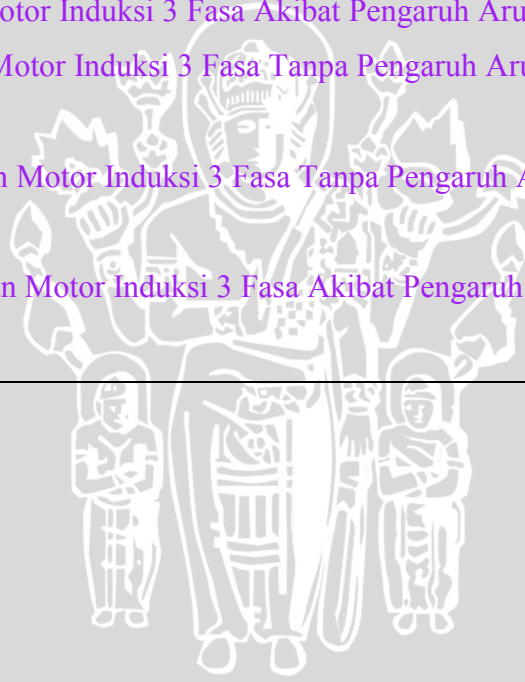 otor Induksi 3 Fasa Akibat Pengaruh Aru
Motor Induksi 3 Fasa Tanpa Pengaruh Aru
n Motor Induksi 3 Fasa Tanpa Pengaruh A
an Motor Induksi 3 Fasa Akibat Pengaruh